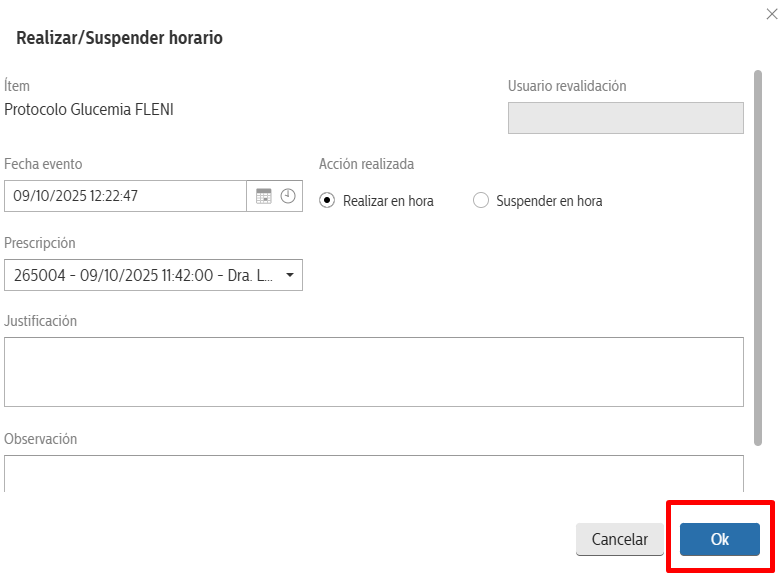 Realizar/Suspender horario
Ítem
Usuario revalidación
Protocolo Glucemia FLENI
Fecha evento
Acción realizada
09/10/2025 12:22:47
Realizar en hora
Suspender en hora
Prescripción
265004 - 09/10/2025 11:42:00 - Dra. L...
Justificación
Observación
Cancelar
Ok